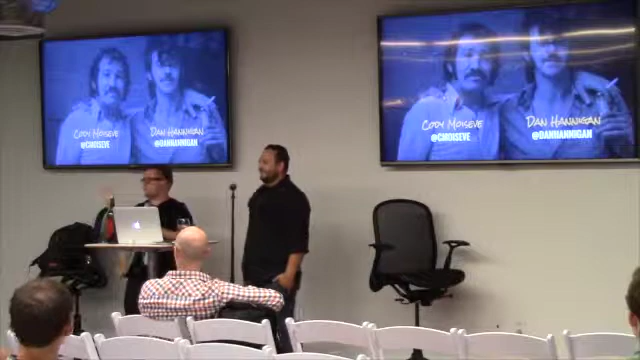 Cody Moiseve
@CMOISEVE
Dan Hannigan
@DANHANNIGAN
Cody Moiseve
@CMOISEVE
Dan Hannigan
@DANHANNIGAN